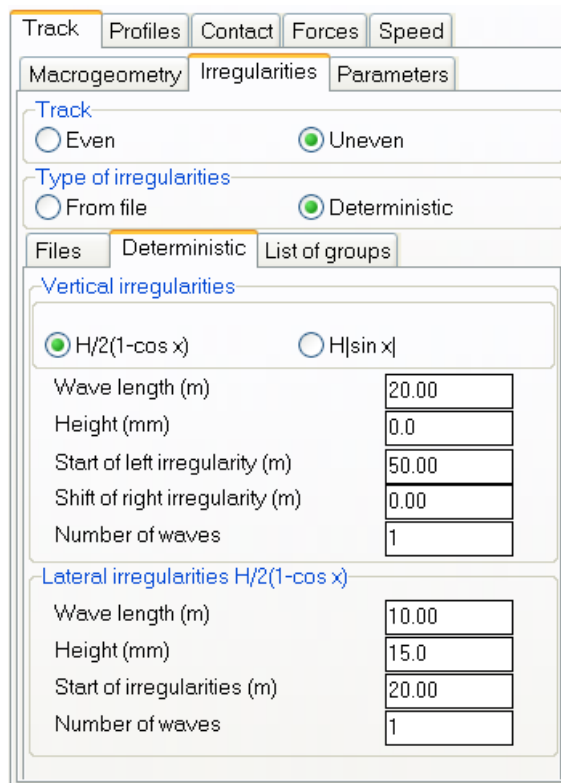 Track Profiles Contact Forces Speed
Macrogeometry Irregularities Parameters
Track
Even Uneven
Type of irregularities
From file Deterministic
Files Deterministic List of groups
Vertical irregularities
H/2(1-cos x) H|sin x|
Wave length (m) 20.00
Height (mm) 0.0
Start of left irregularity (m) 50.00
Shift of right irregularity (m) 0.00
Number of waves 1
Lateral irregularities H/2(1-cos x)
Wave length (m) 10.00
Height (mm) 15.0
Start of irregularities (m) 20.00
Number of waves 1